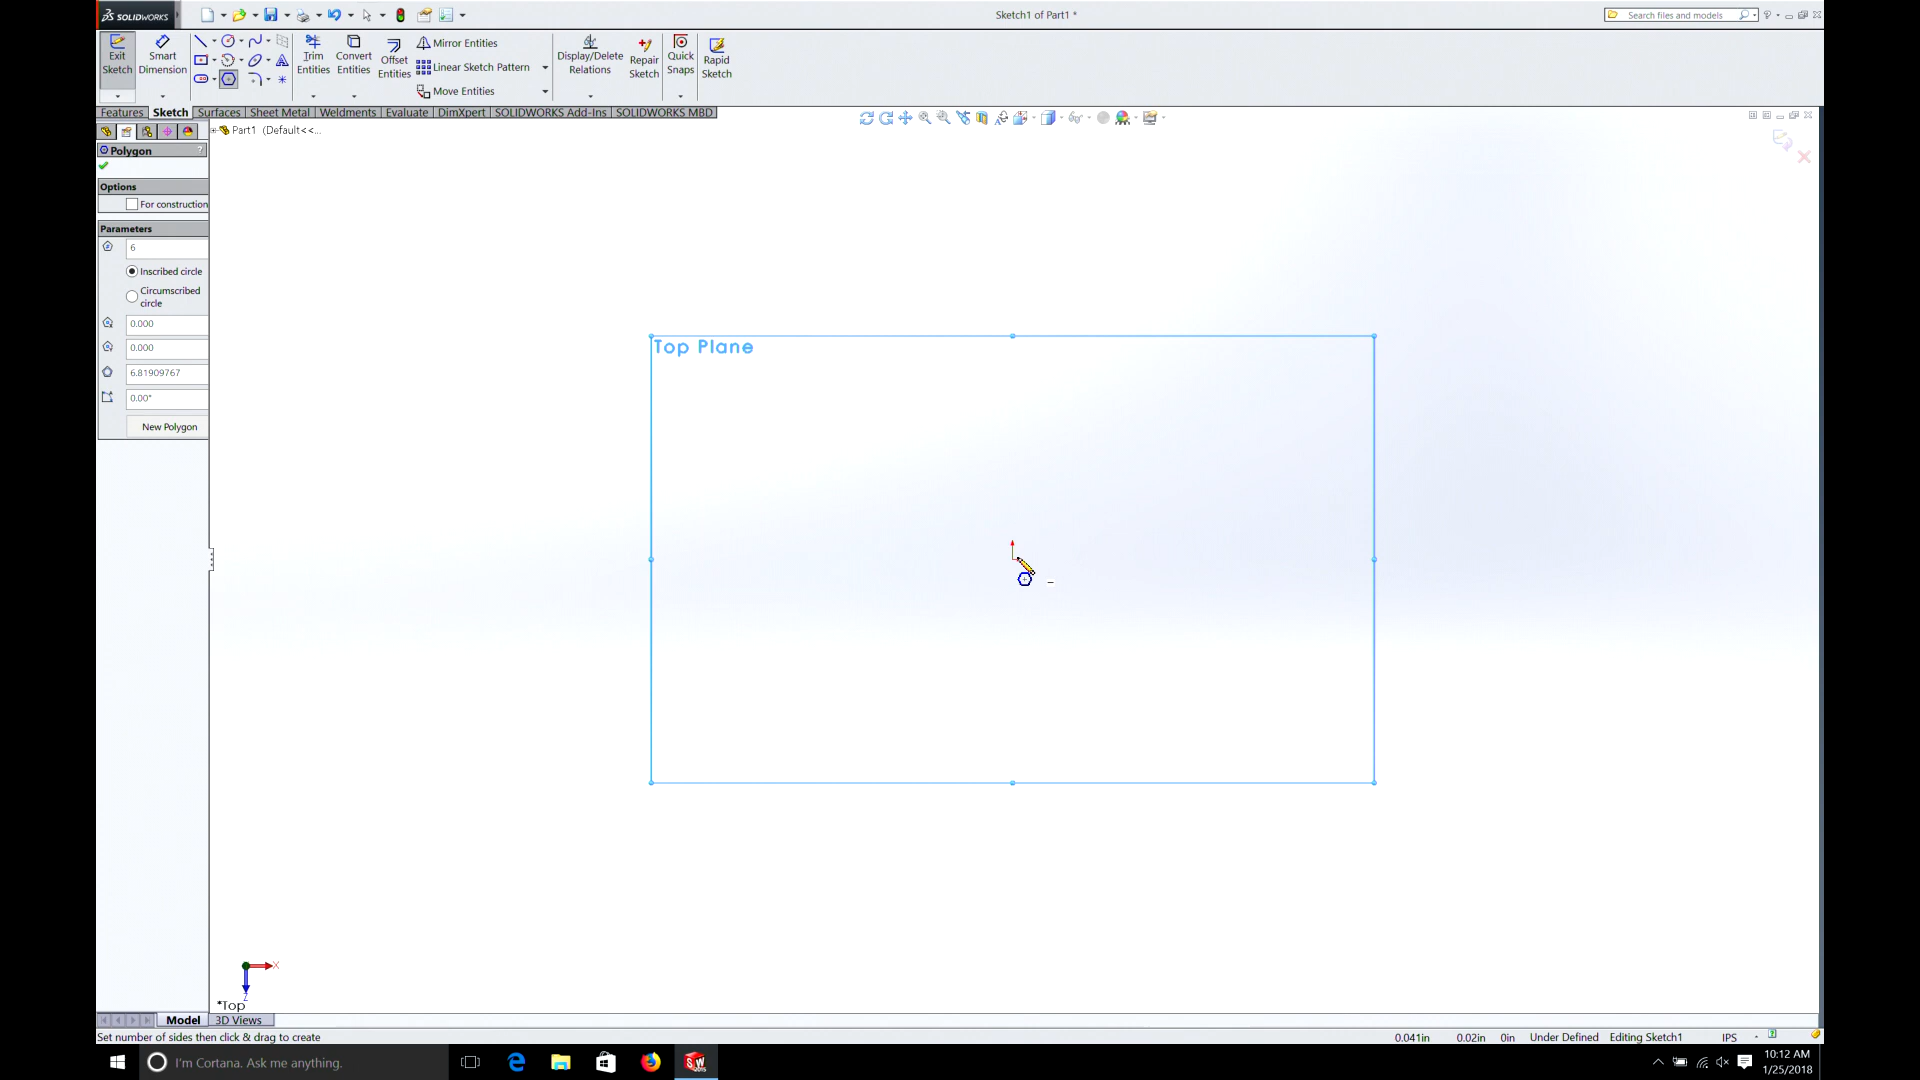 SOLIDWORKS
Sketch1 of Part1 *
Search files and models
Exit Sketch
Smart Dimension
Trim Entities
Convert Entities
Offset Entities
Mirror Entities
Linear Sketch Pattern
Move Entities
Display/Delete Relations
Repair Sketch
Quick Snaps
Rapid Sketch
Features Sketch Surfaces Sheet Metal Weldments Evaluate DimXpert SOLIDWORKS Add-Ins SOLIDWORKS MBD
Part1 (Default<<...
Polygon
?
Options
For construction
Parameters
6
Inscribed circle
Circumscribed
circle
0.000
0.000
6.81909767
0.00°
New Polygon
Top Plane
X
Z
*Top
Model 3D Views
Set number of sides then click & drag to create
0.041in 0.02in 0in Under Defined Editing Sketch1 IPS
I'm Cortana. Ask me anything.
10:12 AM
1/25/2018